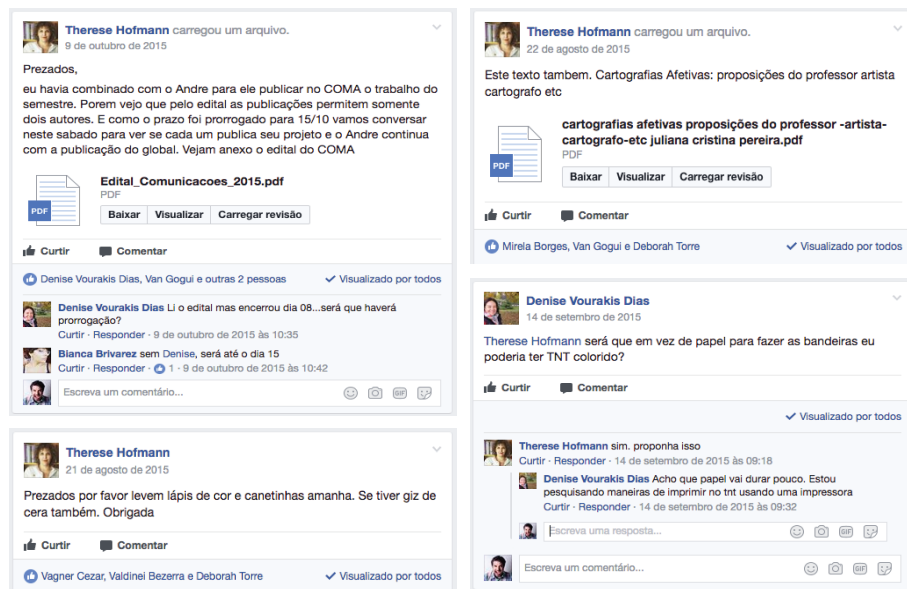 Therese Hofmann carregou um arquivo.
9 de outubro de 2015
Prezados,
eu havia combinado com o Andre para ele publicar no COMA o trabalho do
semestre. Porem vejo que pelo edital as publicações permitem somente
dois autores. E como o prazo foi prorrogado para 15/10 vamos conversar
neste sabado para ver se cada um publica seu projeto e o Andre continua
com a publicação do global. Vejam anexo o edital do COMA
PDF
Edital_Comunicacoes_2015.pdf
PDF
Baixar Visualizar Carregar revisão
Curtir Comentar
Denise Vourakis Dias, Van Gogui e outras 2 pessoas Visualizado por todos
Denise Vourakis Dias Li o edital mas encerrou dia 08...será que haverá
prorrogação?
Curtir · Responder · 9 de outubro de 2015 às 10:35
Bianca Brivarez sem Denise, será até o dia 15
Curtir · Responder · 1 · 9 de outubro de 2015 às 10:42
Escreva um comentário...
GIF
Therese Hofmann
21 de agosto de 2015
Prezados por favor levem lápis de cor e canetinhas amanha. Se tiver giz de
cera também. Obrigada
Curtir Comentar
Vagner Cezar, Valdinei Bezerra e Deborah Torre Visualizado por todos
Therese Hofmann carregou um arquivo.
22 de agosto de 2015
Este texto tambem. Cartografias Afetivas: proposições do professor artista
cartografo etc
PDF
cartografias afetivas proposições do professor -artista-
cartografo-etc juliana cristina pereira.pdf
PDF
Baixar Visualizar Carregar revisão
Curtir Comentar
Mirela Borges, Van Gogui e Deborah Torre Visualizado por todos
Denise Vourakis Dias
14 de setembro de 2015
Therese Hofmann será que em vez de papel para fazer as bandeiras eu
poderia ter TNT colorido?
Curtir Comentar
Visualizado por todos
Therese Hofmann sim. proponha isso
Curtir · Responder · 14 de setembro de 2015 às 09:18
Denise Vourakis Dias Acho que papel vai durar pouco. Estou
pesquisando maneiras de imprimir no tnt usando uma impressora
Curtir · Responder · 14 de setembro de 2015 às 09:32
Escreva uma resposta...
GIF
Escreva um comentário...
GIF